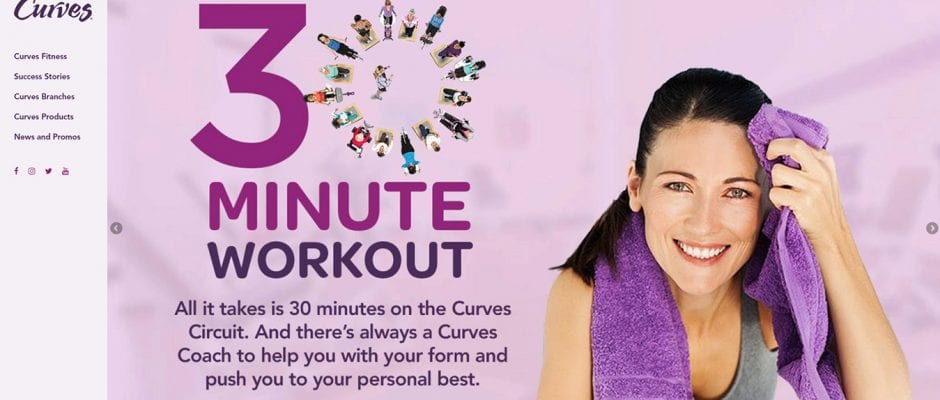 Curves
Curves Fitness
Success Stories
Curves Branches
Curves Products
News and Promos
30
MINUTE
WORKOUT
All it takes is 30 minutes on the Curves
Circuit. And there's always a Curves
Coach to help you with your form and
push you to your personal best.